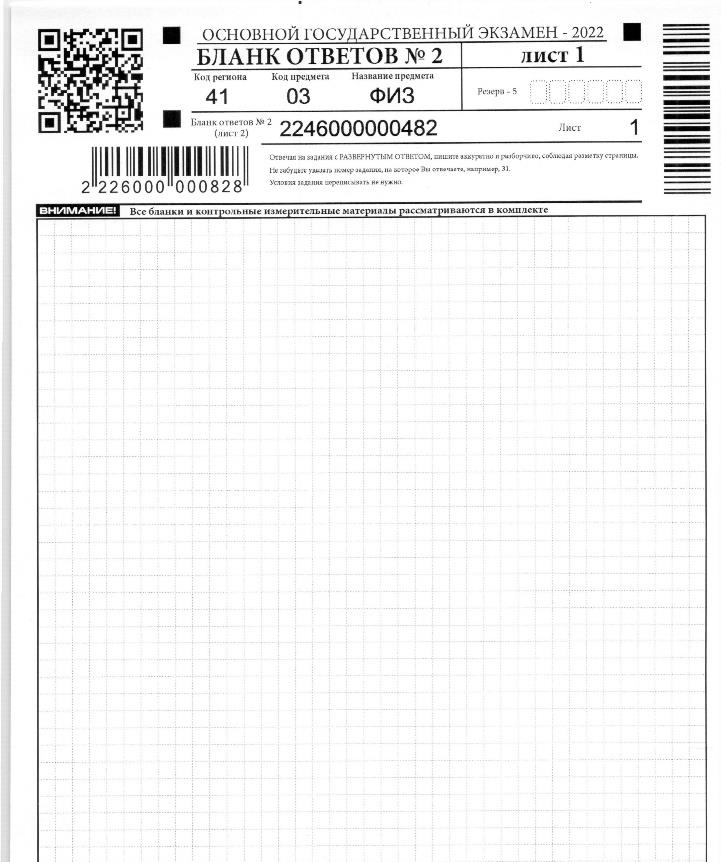 ОСНОВНОЙ ГОСУДАРСТВЕННЫЙ ЭКЗАМЕН - 2022
БЛАНК ОТВЕТОВ № 2 лист 1
Код региона Код предмета Название предмета
41 03 ФИЗ
Резерв - 5
Бланк ответов № 2
(лист 2)
2246000000482
Лист 1
2 226000 000828
Отвечая на задания с РАЗВЕРНУТЫМ ОТВЕТОМ, пишите аккуратно и разборчиво, соблюдая разметку страницы.
Не забудьте указать номер задания, на которое Вы отвечаете, например, 31.
Условия задания переписывать не нужно.
ВНИМАНИЕ! Все бланки и контрольные измерительные материалы рассматриваются в комплекте